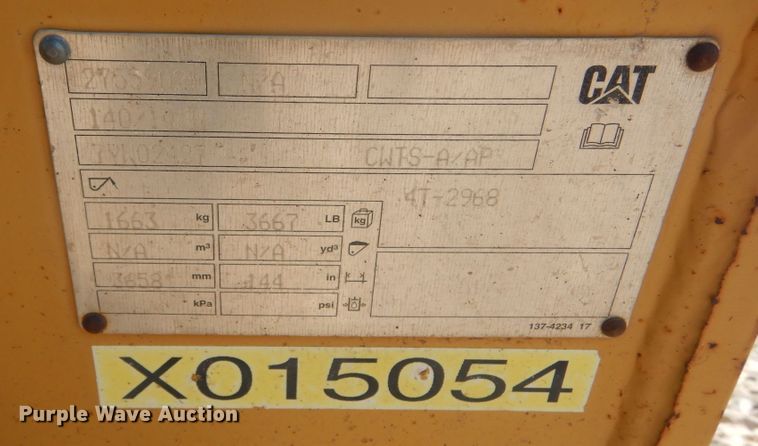 N/A
CAT
CWTS-A/AP
4T-2968
1663 kg 3667 LB kg
N/A m³ N/A yd³
3658 mm 144 in
kPa psi
137-4234 17
X015054
Purple Wave Auction